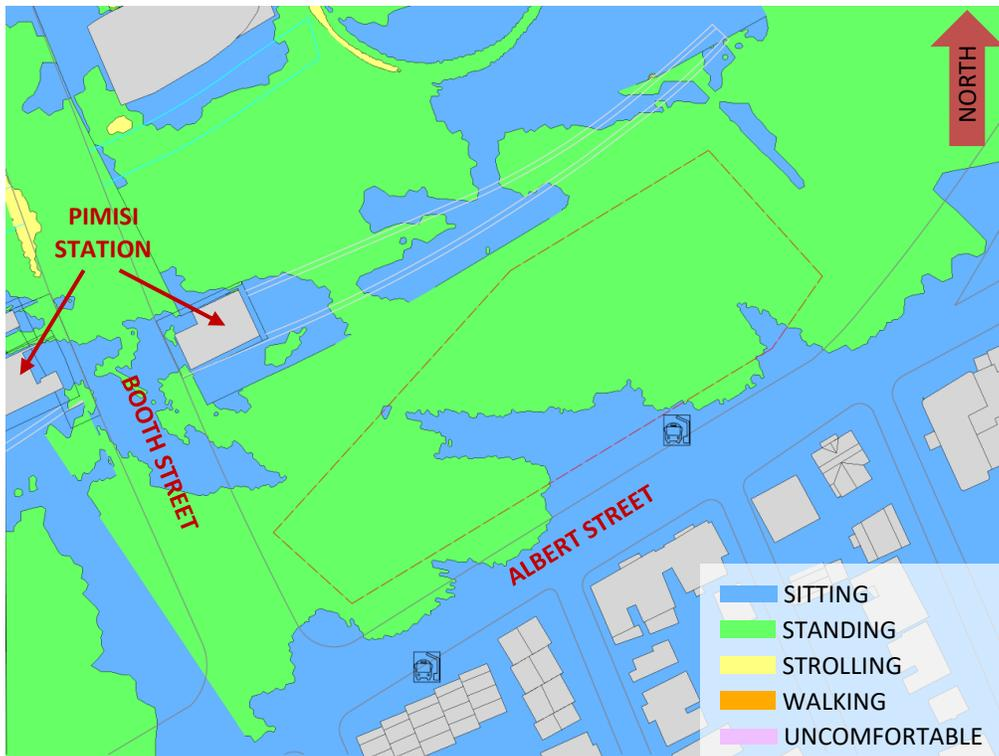 NORTH
PIMISI
STATION
BOOTH STREET
ALBERT STREET
SITTING
STANDING
STROLLING
WALKING
UNCOMFORTABLE